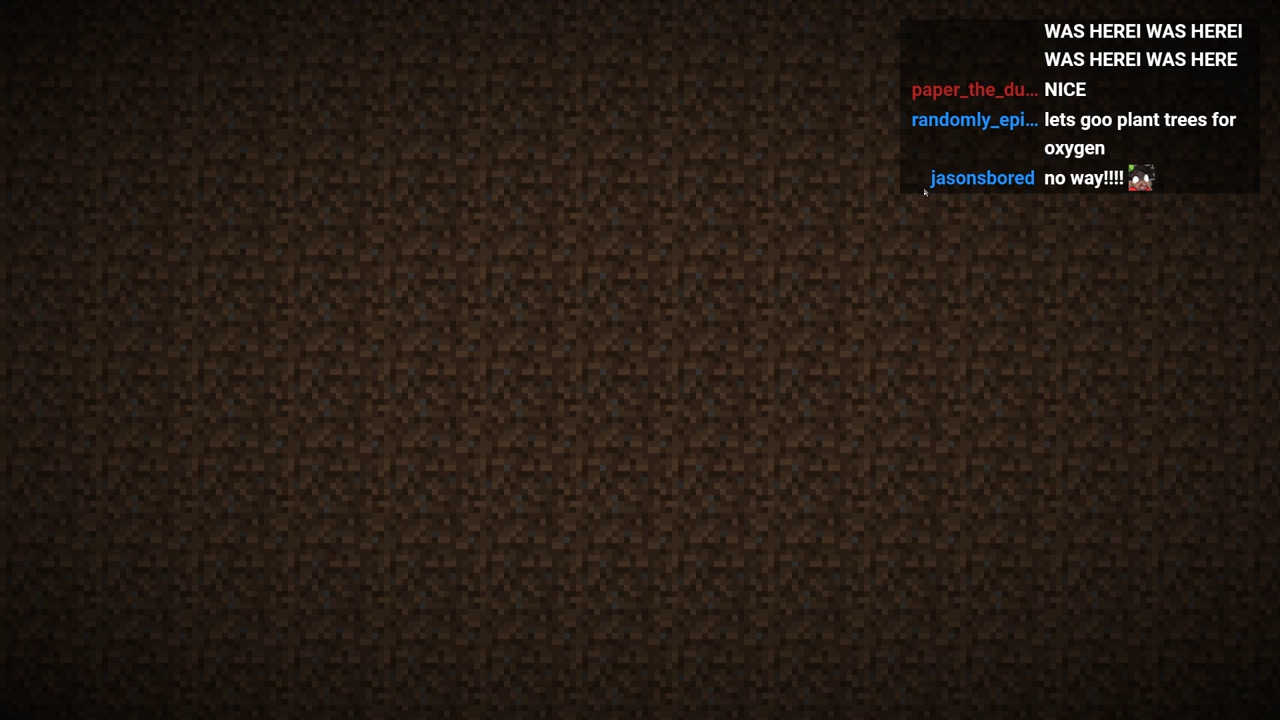 WAS HEREI WAS HEREI
WAS HEREI WAS HERE
paper_the_du... NICE
randomly_epi... lets goo plant trees for
oxygen
jasonsbored no way!!!!